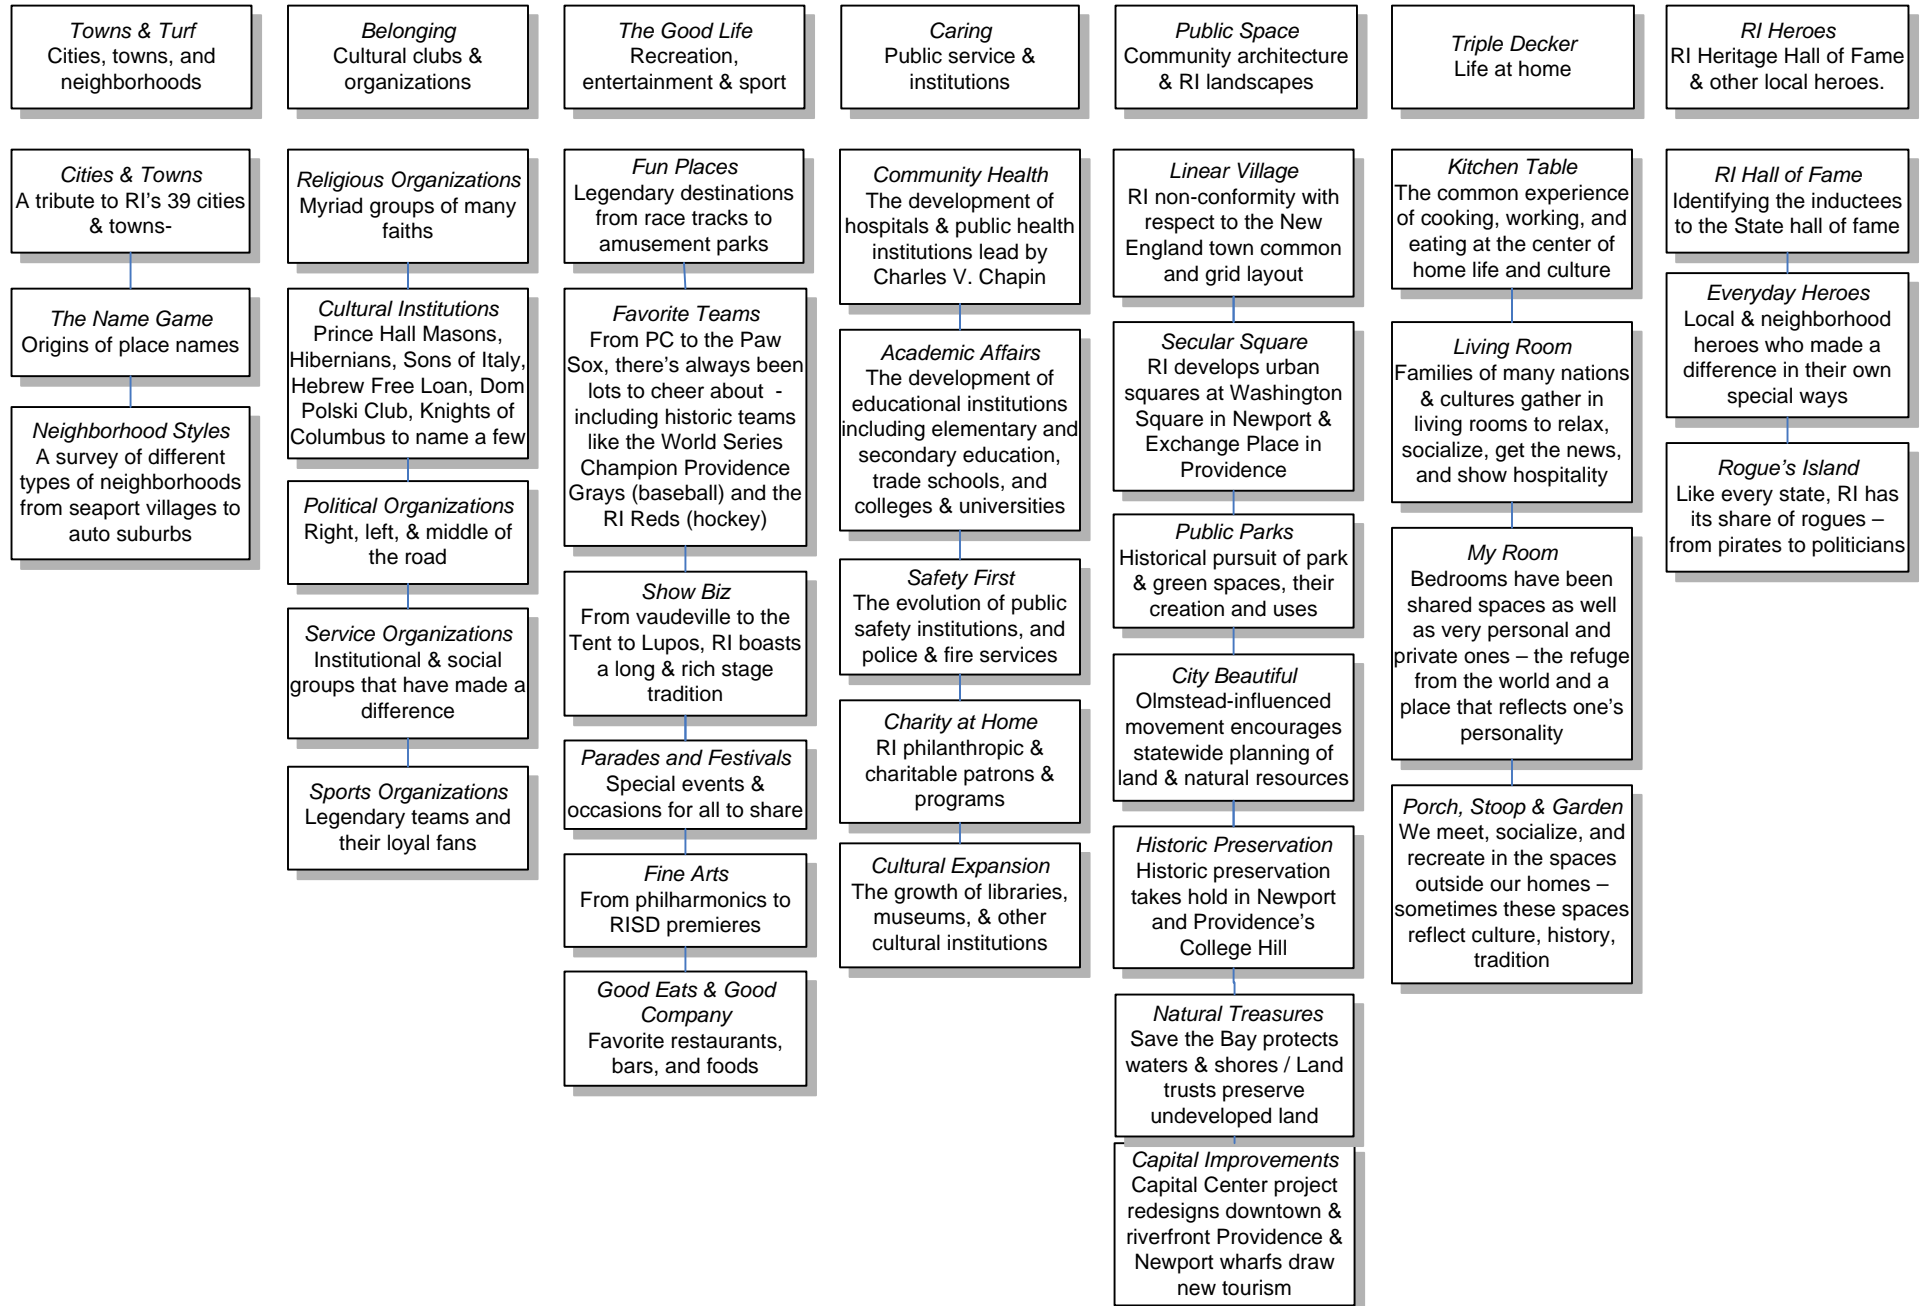 Towns & Turf
Cities, towns, and
neighborhoods
Belonging
Cultural clubs &
organizations
The Good Life
Recreation,
entertainment & sport
Caring
Public service &
institutions
Public Space
Community architecture
& RI landscapes
Triple Decker
Life at home
RI Heroes
RI Heritage Hall of Fame
& other local heroes.
Cities & Towns
A tribute to RI’s 39 cities
& towns-
The Name Game
Origins of place names
Neighborhood Styles
A survey of different
types of neighborhoods
from seaport villages to
auto suburbs
Religious Organizations
Myriad groups of many
faiths
Cultural Institutions
Prince Hall Masons,
Hibernians, Sons of Italy,
Hebrew Free Loan, Dom
Polski Club, Knights of
Columbus to name a few
Political Organizations
Right, left, & middle of
the road
Service Organizations
Institutional & social
groups that have made a
difference
Sports Organizations
Legendary teams and
their loyal fans
Fun Places
Legendary destinations
from race tracks to
amusement parks
Favorite Teams
From PC to the Paw
Sox, there’s always been
lots to cheer about -
including historic teams
like the World Series
Champion Providence
Grays (baseball) and the
RI Reds (hockey)
Show Biz
From vaudeville to the
Tent to Lupos, RI boasts
a long & rich stage
tradition
Parades and Festivals
Special events &
occasions for all to share
Fine Arts
From philharmonics to
RISD premieres
Good Eats & Good
Company
Favorite restaurants,
bars, and foods
Community Health
The development of
hospitals & public health
institutions lead by
Charles V. Chapin
Academic Affairs
The development of
educational institutions
including elementary and
secondary education,
trade schools, and
colleges & universities
Safety First
The evolution of public
safety institutions, and
police & fire services
Charity at Home
RI philanthropic &
charitable patrons &
programs
Cultural Expansion
The growth of libraries,
museums, & other
cultural institutions
Linear Village
RI non-conformity with
respect to the New
England town common
and grid layout
Secular Square
RI develops urban
squares at Washington
Square in Newport &
Exchange Place in
Providence
Public Parks
Historical pursuit of park
& green spaces, their
creation and uses
City Beautiful
Olmstead-influenced
movement encourages
statewide planning of
land & natural resources
Historic Preservation
Historic preservation
takes hold in Newport
and Providence’s
College Hill
Natural Treasures
Save the Bay protects
waters & shores / Land
trusts preserve
undeveloped land
Capital Improvements
Capital Center project
redesigns downtown &
riverfront Providence &
Newport wharfs draw
new tourism
Kitchen Table
The common experience
of cooking, working, and
eating at the center of
home life and culture
Living Room
Families of many nations
& cultures gather in
living rooms to relax,
socialize, get the news,
and show hospitality
My Room
Bedrooms have been
shared spaces as well
as very personal and
private ones – the refuge
from the world and a
place that reflects one’s
personality
Porch, Stoop & Garden
We meet, socialize, and
recreate in the spaces
outside our homes –
sometimes these spaces
reflect culture, history,
tradition
RI Hall of Fame
Identifying the inductees
to the State hall of fame
Everyday Heroes
Local & neighborhood
heroes who made a
difference in their own
special ways
Rogue’s Island
Like every state, RI has
its share of rogues –
from pirates to politicians